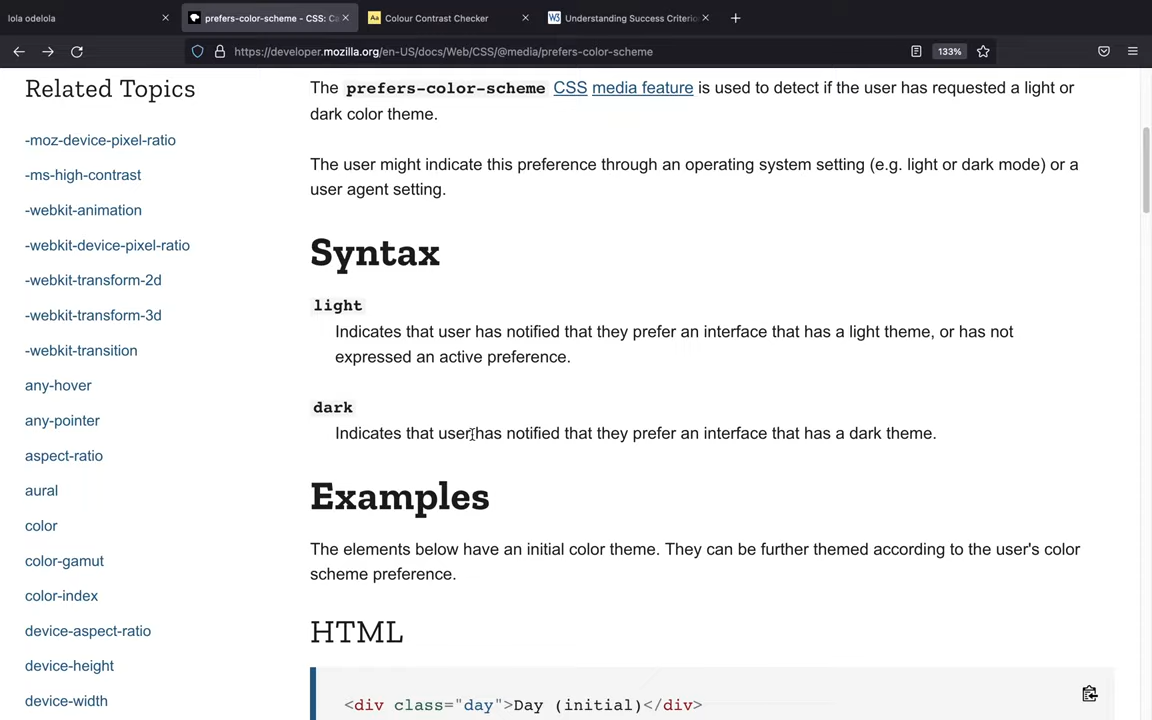 lola odelola
prefers-color-scheme - CSS: Ca
Colour Contrast Checker
Understanding Success Criterio
https://developer.mozilla.org/en-US/docs/Web/CSS/@media/prefers-color-scheme
133%
Related Topics
-moz-device-pixel-ratio
-ms-high-contrast
-webkit-animation
-webkit-device-pixel-ratio
-webkit-transform-2d
-webkit-transform-3d
-webkit-transition
any-hover
any-pointer
aspect-ratio
aural
color
color-gamut
color-index
device-aspect-ratio
device-height
device-width
The prefers-color-scheme CSS media feature is used to detect if the user has requested a light or
dark color theme.
The user might indicate this preference through an operating system setting (e.g. light or dark mode) or a
user agent setting.
Syntax
light
Indicates that user has notified that they prefer an interface that has a light theme, or has not
expressed an active preference.
dark
Indicates that user has notified that they prefer an interface that has a dark theme.
Examples
The elements below have an initial color theme. They can be further themed according to the user's color
scheme preference.
HTML
<div class="day">Day (initial)</div>